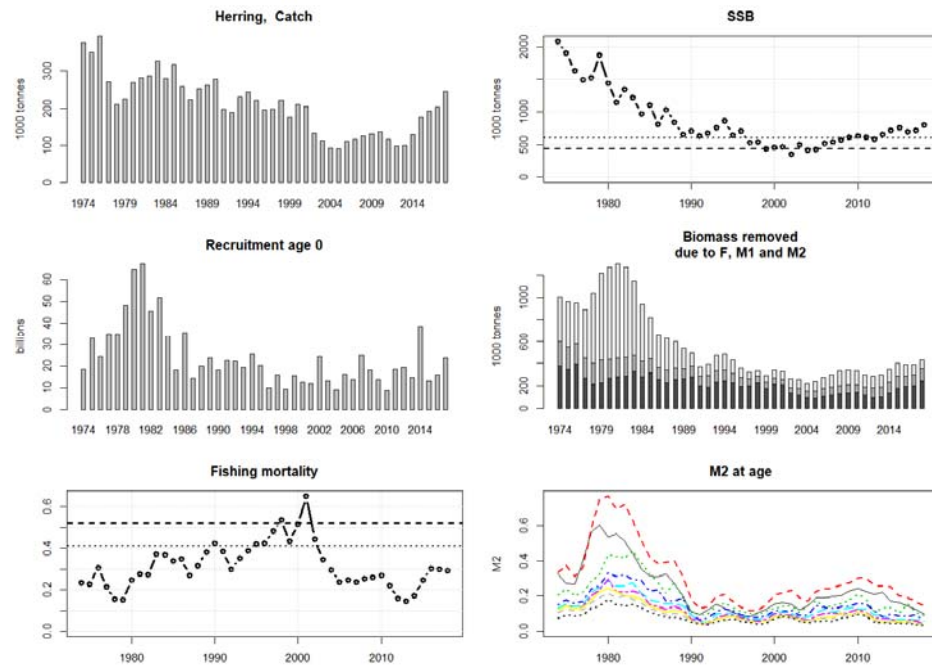 Herring, Catch
1000 tonnes
0 100 200 300
1974 1979 1984 1989 1994 1999 2004 2009 2014
SSB
1000 tonnes
0 500 1000 2000
1980 1990 2000 2010
Recruitment age 0
billions
0 10 20 30 40 50 60
1974 1978 1982 1986 1990 1994 1998 2002 2006 2010 2014
Biomass removed
due to F, M1 and M2
1000 tonnes
0 200 600 1000
1974 1979 1984 1989 1994 1999 2004 2009 2014
Fishing mortality
0.0 0.2 0.4 0.6
1980 1990 2000 2010
M2 at age
M2
0.0 0.2 0.4 0.6
1980 1990 2000 2010